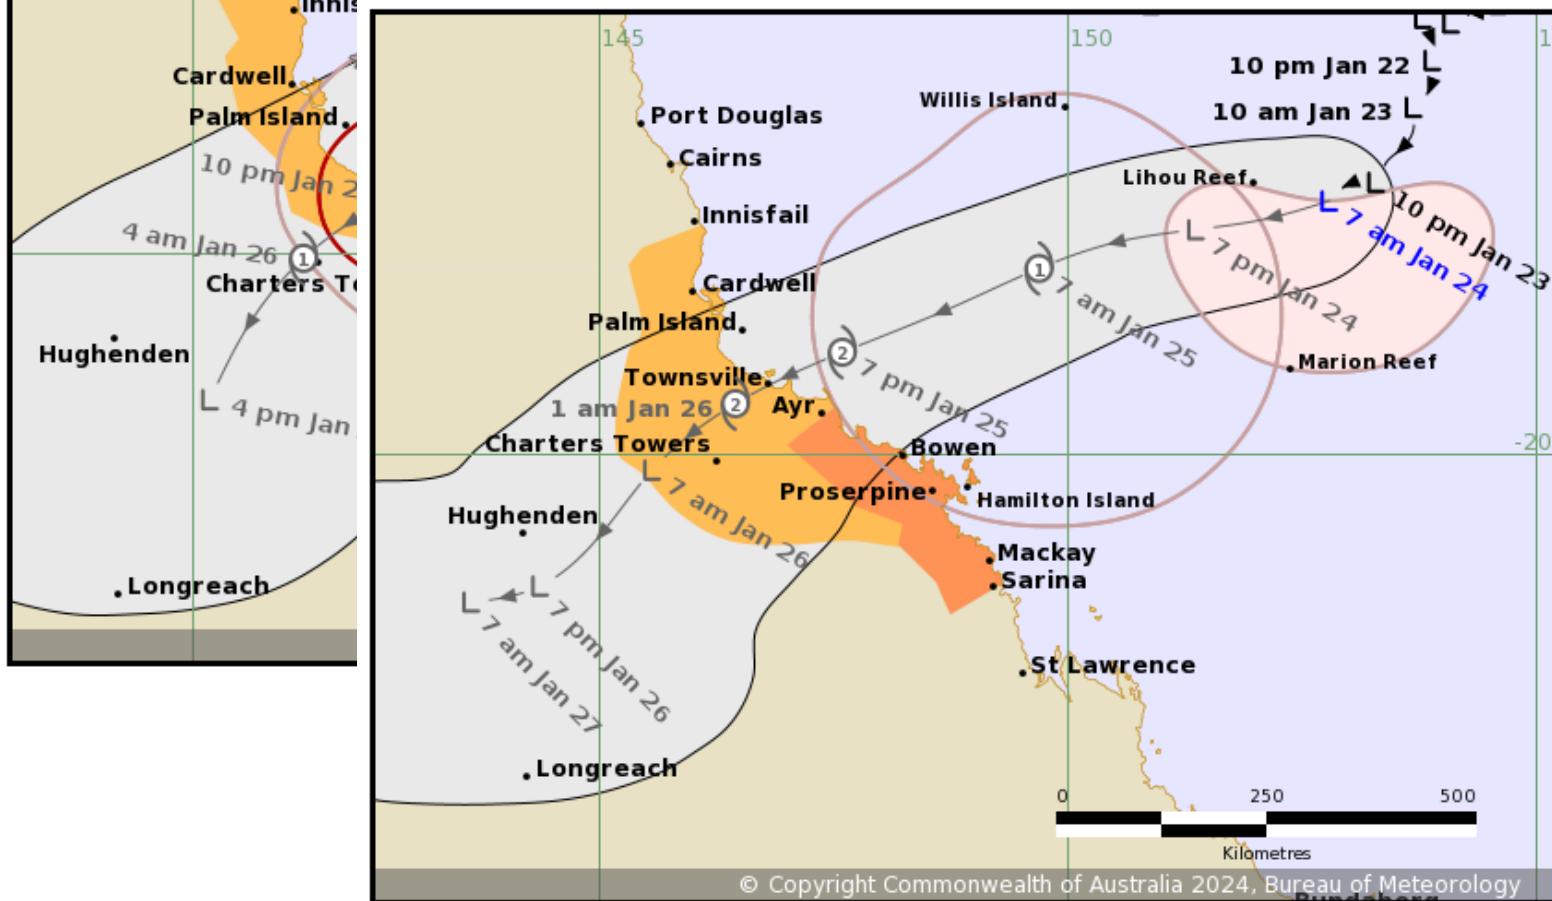 Cardwell
Palm Island
10 pm Jan 2
4 am Jan 26
1
Charters To
Hughenden
4 pm Jan
Longreach
145
150
1
10 pm Jan 22
10 am Jan 23
Willis Island
Port Douglas
Cairns
Lihou Reef
10 pm Jan 23
7 am Jan 24
Innisfail
7 pm Jan 24
Cardwell
1
7 am Jan 25
Palm Island
2
7 pm Jan 25
Marion Reef
Townsville
1 am Jan 26
2
Ayr
Charters Towers
Bowen
-20
7 am Jan 26
Proserpine
Hamilton Island
Hughenden
Mackay
Sarina
7 pm Jan 26
7 am Jan 27
St Lawrence
Longreach
0 250 500
Kilometres
© Copyright Commonwealth of Australia 2024, Bureau of Meteorology